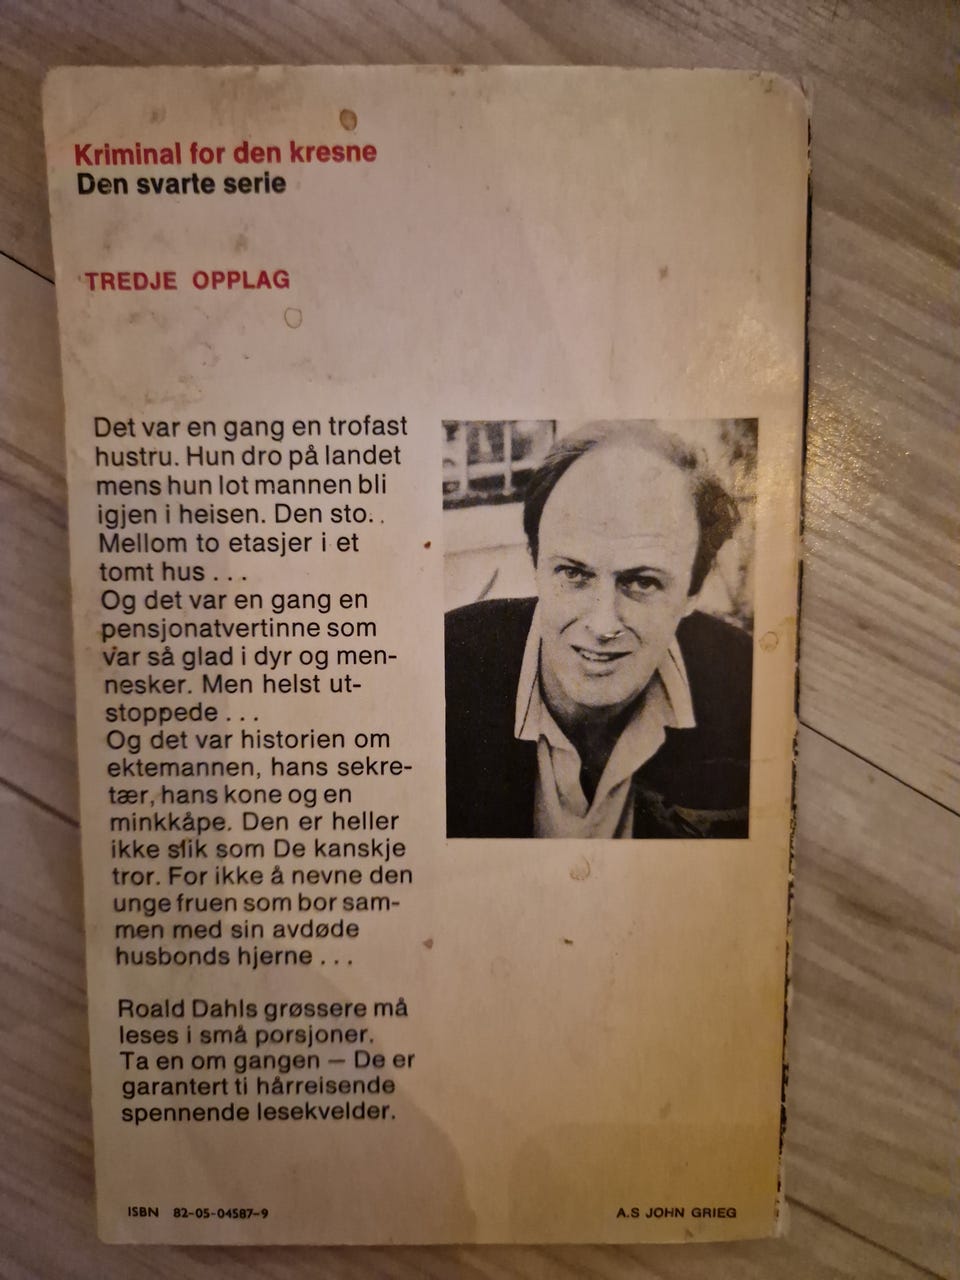 Kriminal for den kresne
Den svarte serie
TREDJE OPPLAG
Det var en gang en trofast
hustru. Hun dro på landet
mens hun lot mannen bli
igjen i heisen. Den sto. .
Mellom to etasjer i et
tomt hus . . .
Og det var en gang en
pensjonatvertinne som
var så glad i dyr og men-
nesker. Men helst ut-
stoppede . . .
Og det var historien om
ektemannen, hans sekre-
tær, hans kone og en
minkkåpe. Den er heller
ikke slik som De kanskje
tror. For ikke å nevne den
unge fruen som bor sam-
men med sin avdøde
husbonds hjerne . . .
Roald Dahls grøssere må
leses i små porsjoner.
Ta en om gangen – De er
garantert ti hårreisende
spennende lesekvelder.
ISBN 82-05-04587-9
A.S JOHN GRIEG